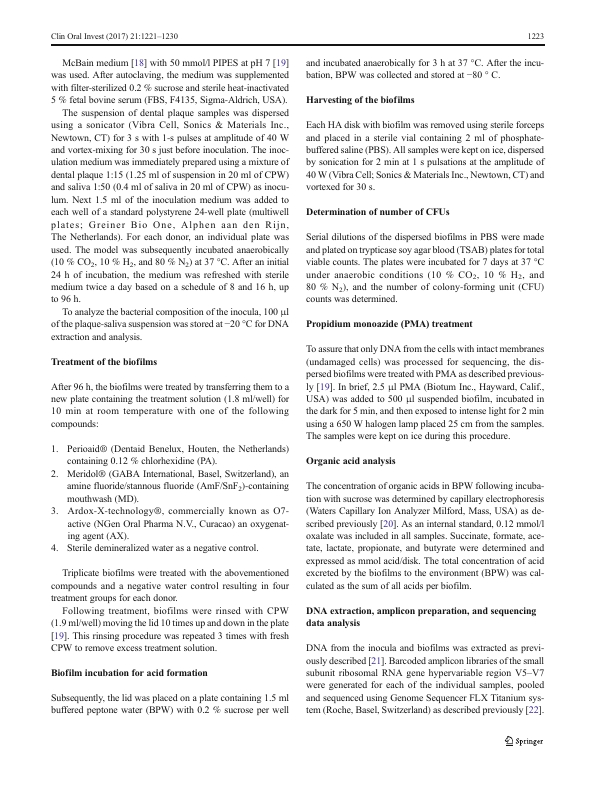 Clin Oral Invest (2017) 21:1221–1230
1223
McBain medium [18] with 50 mmol/l PIPES at pH 7 [19]
was used. After autoclaving, the medium was supplemented
with filter-sterilized 0.2 % sucrose and sterile heat-inactivated
5 % fetal bovine serum (FBS, F4135, Sigma-Aldrich, USA).
The suspension of dental plaque samples was dispersed
using a sonicator (Vibra Cell, Sonics & Materials Inc.,
Newtown, CT) for 3 s with 1-s pulses at amplitude of 40 W
and vortex-mixing for 30 s just before inoculation. The inoc-
ulation medium was immediately prepared using a mixture of
dental plaque 1:15 (1.25 ml of suspension in 20 ml of CPW)
and saliva 1:50 (0.4 ml of saliva in 20 ml of CPW) as inocu-
lum. Next 1.5 ml of the inoculation medium was added to
each well of a standard polystyrene 24-well plate (multiwell
plates; Greiner Bio One, Alphen aan den Rijn,
The Netherlands). For each donor, an individual plate was
used. The model was subsequently incubated anaerobically
(10 % CO2, 10 % H2, and 80 % N2) at 37 °C. After an initial
24 h of incubation, the medium was refreshed with sterile
medium twice a day based on a schedule of 8 and 16 h, up
to 96 h.
To analyze the bacterial composition of the inocula, 100 μl
of the plaque-saliva suspension was stored at −20 °C for DNA
extraction and analysis.
Treatment of the biofilms
After 96 h, the biofilms were treated by transferring them to a
new plate containing the treatment solution (1.8 ml/well) for
10 min at room temperature with one of the following
compounds:
1. Perioaid® (Dentaid Benelux, Houten, the Netherlands)
containing 0.12 % chlorhexidine (PA).
2. Meridol® (GABA International, Basel, Switzerland), an
amine fluoride/stannous fluoride (AmF/SnF2)-containing
mouthwash (MD).
3. Ardox-X-technology®, commercially known as O7-
active (NGen Oral Pharma N.V., Curacao) an oxygenat-
ing agent (AX).
4. Sterile demineralized water as a negative control.
Triplicate biofilms were treated with the abovementioned
compounds and a negative water control resulting in four
treatment groups for each donor.
Following treatment, biofilms were rinsed with CPW
(1.9 ml/well) moving the lid 10 times up and down in the plate
[19]. This rinsing procedure was repeated 3 times with fresh
CPW to remove excess treatment solution.
Biofilm incubation for acid formation
Subsequently, the lid was placed on a plate containing 1.5 ml
buffered peptone water (BPW) with 0.2 % sucrose per well
and incubated anaerobically for 3 h at 37 °C. After the incu-
bation, BPW was collected and stored at −80 ° C.
Harvesting of the biofilms
Each HA disk with biofilm was removed using sterile forceps
and placed in a sterile vial containing 2 ml of phosphate-
buffered saline (PBS). All samples were kept on ice, dispersed
by sonication for 2 min at 1 s pulsations at the amplitude of
40 W (Vibra Cell; Sonics & Materials Inc., Newtown, CT) and
vortexed for 30 s.
Determination of number of CFUs
Serial dilutions of the dispersed biofilms in PBS were made
and plated on trypticase soy agar blood (TSAB) plates for total
viable counts. The plates were incubated for 7 days at 37 °C
under anaerobic conditions (10 % CO2, 10 % H2, and
80 % N2), and the number of colony-forming unit (CFU)
counts was determined.
Propidium monoazide (PMA) treatment
To assure that only DNA from the cells with intact membranes
(undamaged cells) was processed for sequencing, the dis-
persed biofilms were treated with PMA as described previous-
ly [19]. In brief, 2.5 μl PMA (Biotum Inc., Hayward, Calif.,
USA) was added to 500 μl suspended biofilm, incubated in
the dark for 5 min, and then exposed to intense light for 2 min
using a 650 W halogen lamp placed 25 cm from the samples.
The samples were kept on ice during this procedure.
Organic acid analysis
The concentration of organic acids in BPW following incuba-
tion with sucrose was determined by capillary electrophoresis
(Waters Capillary Ion Analyzer Milford, Mass, USA) as de-
scribed previously [20]. As an internal standard, 0.12 mmol/l
oxalate was included in all samples. Succinate, formate, ace-
tate, lactate, propionate, and butyrate were determined and
expressed as mmol acid/disk. The total concentration of acid
excreted by the biofilms to the environment (BPW) was cal-
culated as the sum of all acids per biofilm.
DNA extraction, amplicon preparation, and sequencing
data analysis
DNA from the inocula and biofilms was extracted as previ-
ously described [21]. Barcoded amplicon libraries of the small
subunit ribosomal RNA gene hypervariable region V5–V7
were generated for each of the individual samples, pooled
and sequenced using Genome Sequencer FLX Titanium sys-
tem (Roche, Basel, Switzerland) as described previously [22].
Springer